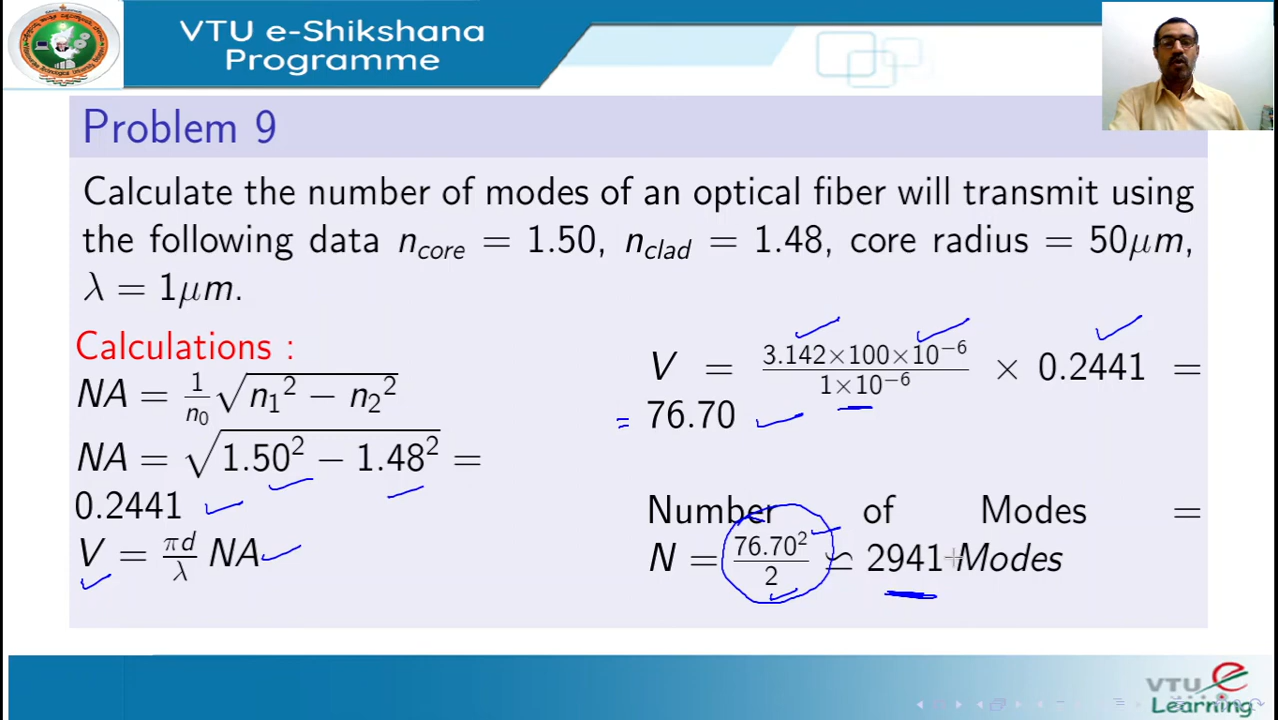 VTU e-Shikshana
Programme
Problem 9
Calculate the number of modes of an optical fiber will transmit using
the following data n_core = 1.50, n_clad = 1.48, core radius = 50μm,
λ = 1μm.
Calculations :
NA = 1/n₀ √(n₁² − n₂²)
NA = √(1.50² − 1.48²) =
0.2441
V = πd/λ NA
V = (3.142×100×10⁻⁶)/(1×10⁻⁶) × 0.2441 =
= 76.70
Number of Modes =
N = 76.70²/2 = 2941 Modes
VTU e
Learning